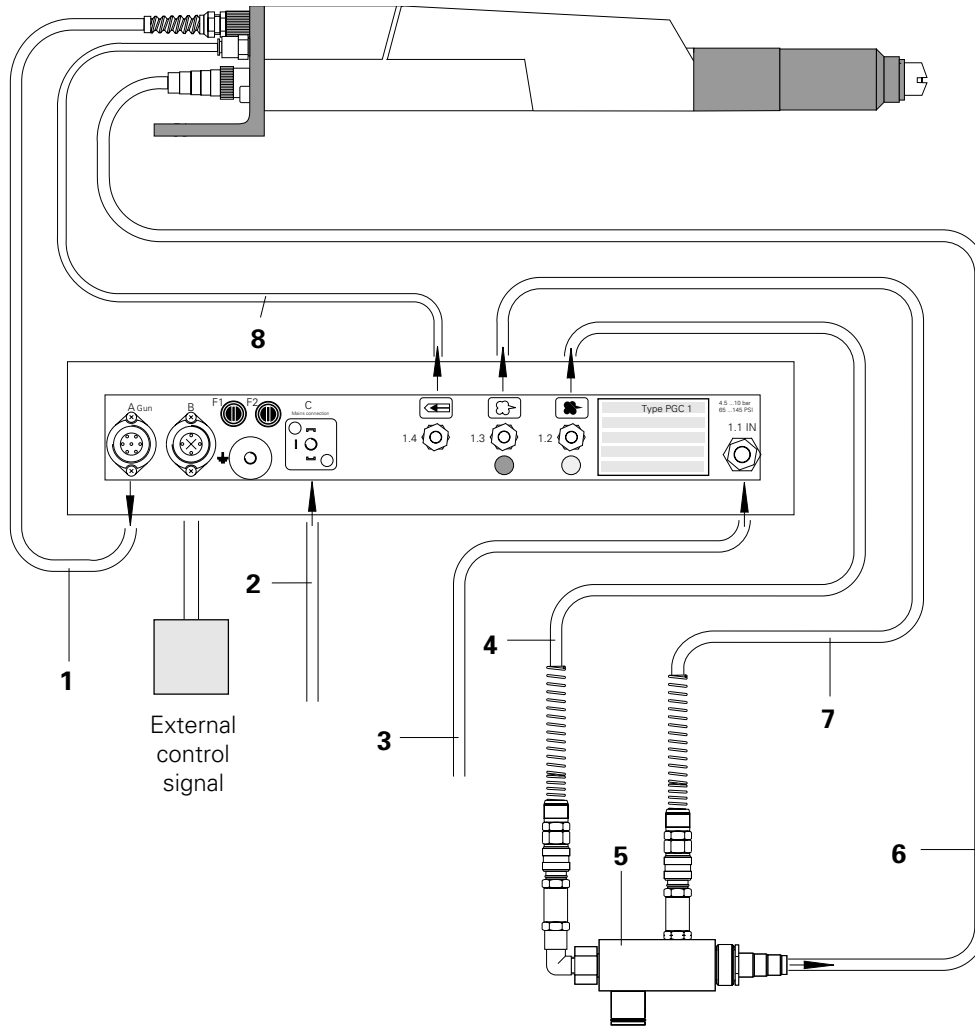 8
A Gun
B
F1
F2
C
Mains connection
1.4
1.3
1.2
Type PGC 1
4.5 ...10 bar
65 ...145 PSI
1.1 IN
1
2
3
4
5
6
7
External
control
signal